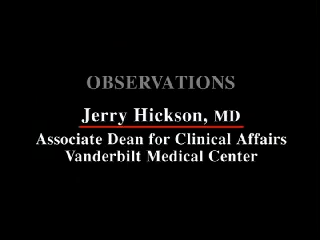 OBSERVATIONS
Jerry Hickson, MD
Associate Dean for Clinical Affairs
Vanderbilt Medical Center